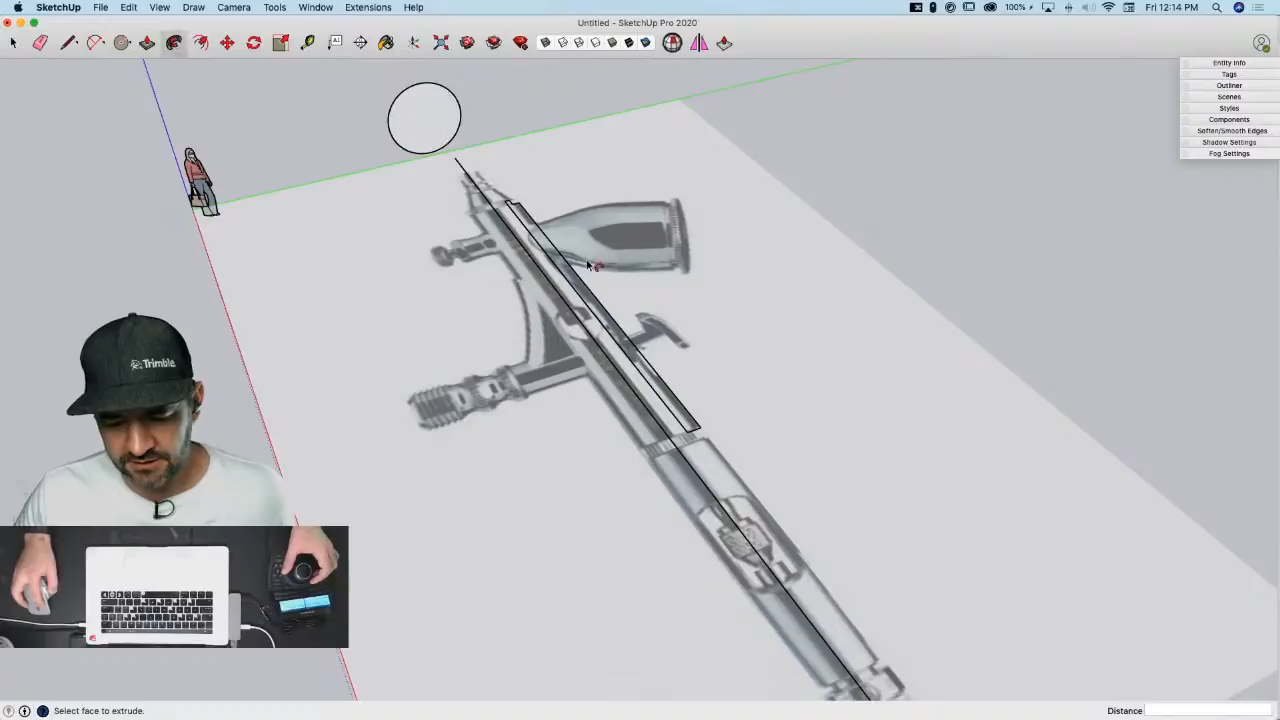 SketchUp File Edit View Draw Camera Tools Window Extensions Help
100% Fri 12:14 PM
Untitled - SketchUp Pro 2020
A1
Entity Info
Tags
Outliner
Scenes
Styles
Components
Soften/Smooth Edges
Shadow Settings
Fog Settings
Trimble
Select face to extrude.
Distance